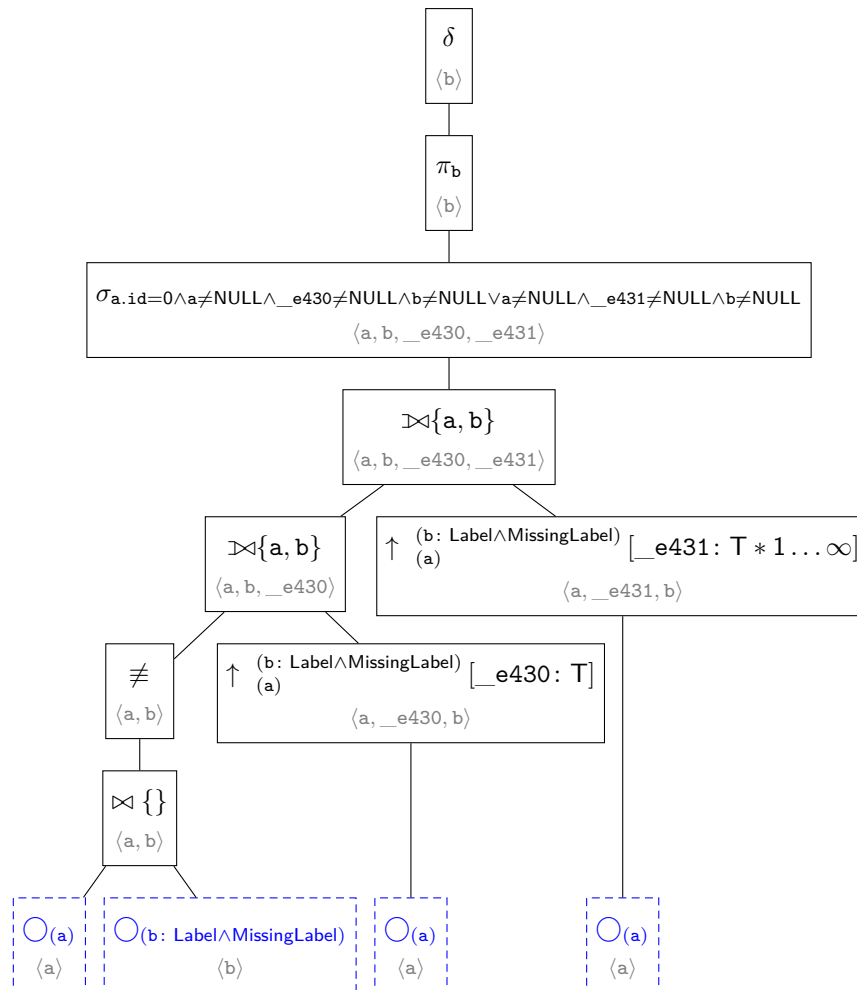 δ
⟨b⟩
π_b
⟨b⟩
σ_a.id=0∧a≠NULL∧__e430≠NULL∧b≠NULL∨a≠NULL∧__e431≠NULL∧b≠NULL
⟨a, b, __e430, __e431⟩
⟕{a, b}
⟨a, b, __e430, __e431⟩
⟕{a, b}
⟨a, b, __e430⟩
↑ (b: Label∧MissingLabel) (a) [__e431: T * 1 … ∞]
⟨a, __e431, b⟩
≢
⟨a, b⟩
↑ (b: Label∧MissingLabel) (a) [__e430: T]
⟨a, __e430, b⟩
⋈ {}
⟨a, b⟩
◯(a)
⟨a⟩
◯(b: Label∧MissingLabel)
⟨b⟩
◯(a)
⟨a⟩
◯(a)
⟨a⟩